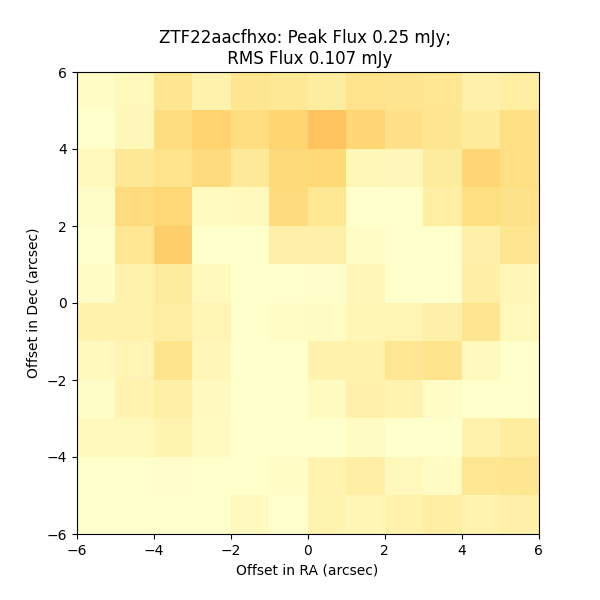 ZTF22aacfhxo: Peak Flux 0.25 mJy;
RMS Flux 0.107 mJy
6
4
2
0
−2
−4
−6
Offset in Dec (arcsec)
−6 −4 −2 0 2 4 6
Offset in RA (arcsec)